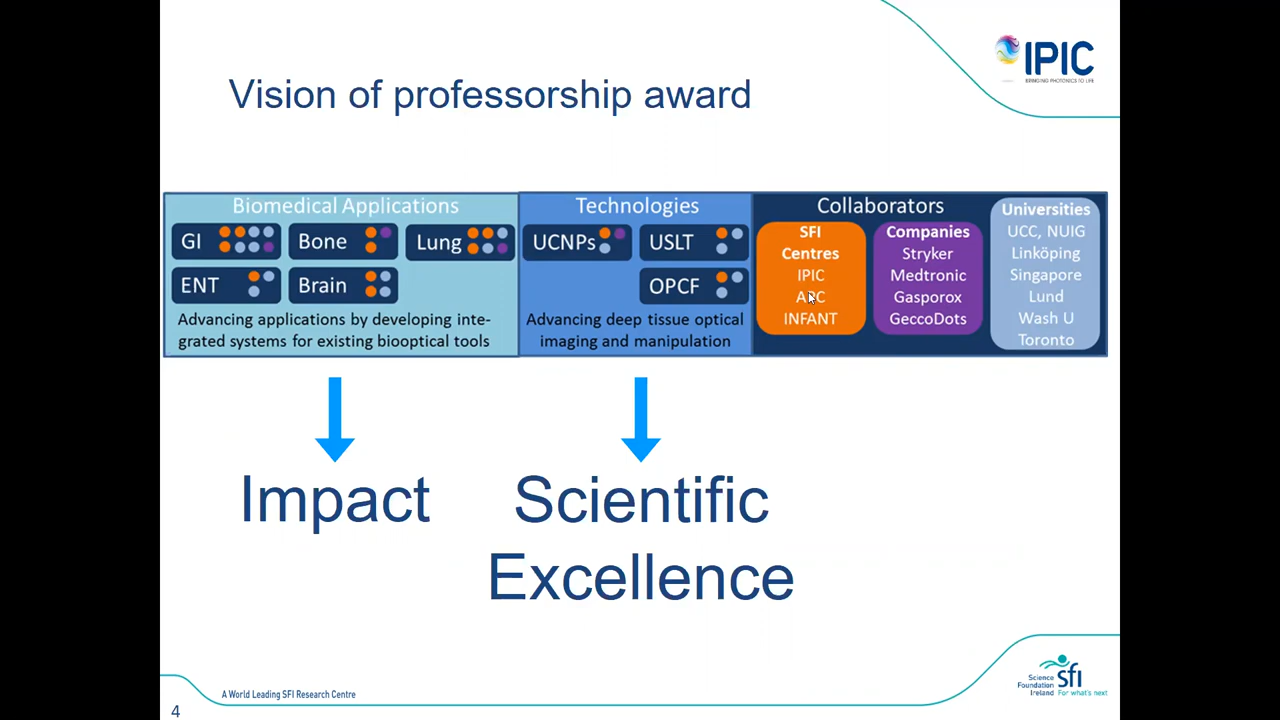 IPIC
BRINGING PHOTONICS TO LIFE
Vision of professorship award
Biomedical Applications
GI
Bone
Lung
ENT
Brain
Advancing applications by developing inte-
grated systems for existing biooptical tools
Technologies
UCNPs
USLT
OPCF
Advancing deep tissue optical
imaging and manipulation
Collaborators
SFI
Centres
IPIC
INFANT
Companies
Stryker
Medtronic
Gasporox
GeccoDots
Universities
UCC, NUIG
Linköping
Singapore
Lund
Wash U
Toronto
Impact
Scientific
Excellence
A World Leading SFI Research Centre
Science
Foundation
Ireland
sfi
For what's next
4